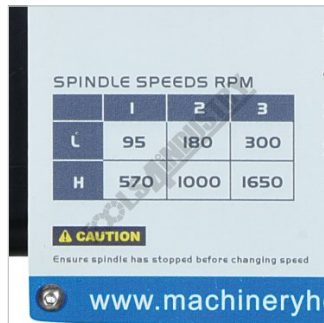 SPINDLE SPEEDS RPM
1 2 3
L 95 180 300
H 570 1000 1650
TOOLS4INDUSTRY
CAUTION
Ensure spindle has stopped before changing speed
www.machineryh